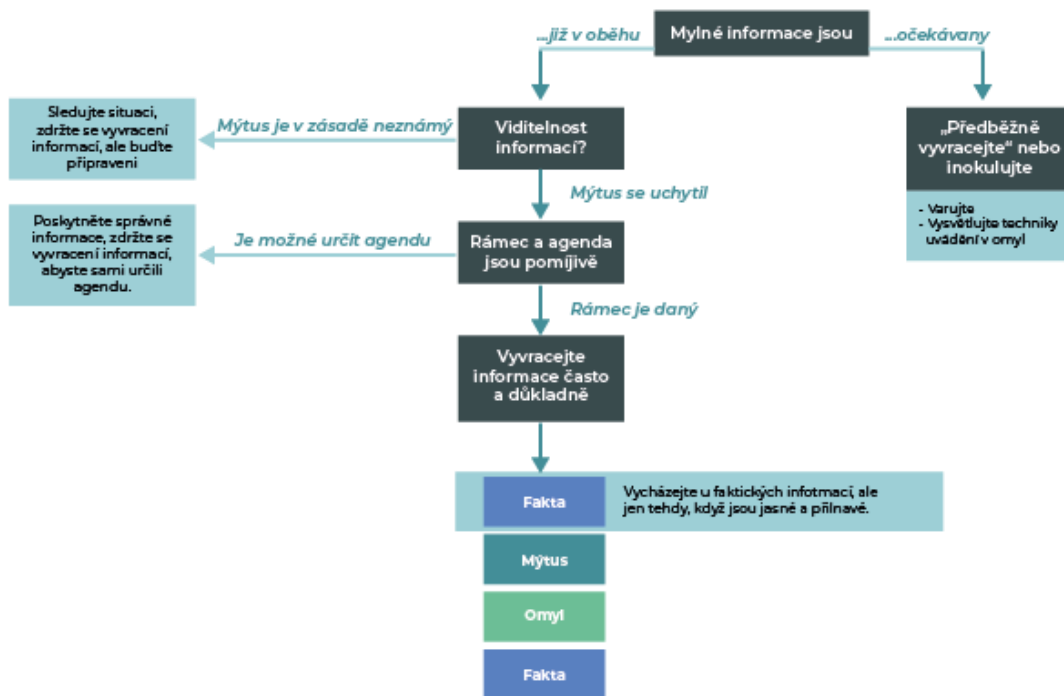 Mylné informace jsou
...již v oběhu
...očekávany
Sledujte situaci,
zdržte se vyvracení
informací, ale buďte
připraveni
Mýtus je v zásadě neznámý
Viditelnost
informací?
„Předběžně
vyvracejte“ nebo
inokulujte
- Varujte
- Vysvětlujte techniky
uvádění v omyl
Mýtus se uchytil
Poskytněte správné
informace, zdržte se
vyvracení informací,
abyste sami určili
agendu.
Je možné určit agendu
Rámec a agenda
jsou pomíjivě
Rámec je daný
Vyvracejte
informace často
a důkladně
Fakta
Vycházejte u faktických infotmací, ale
jen tehdy, když jsou jasné a přilnavé.
Mýtus
Omyl
Fakta